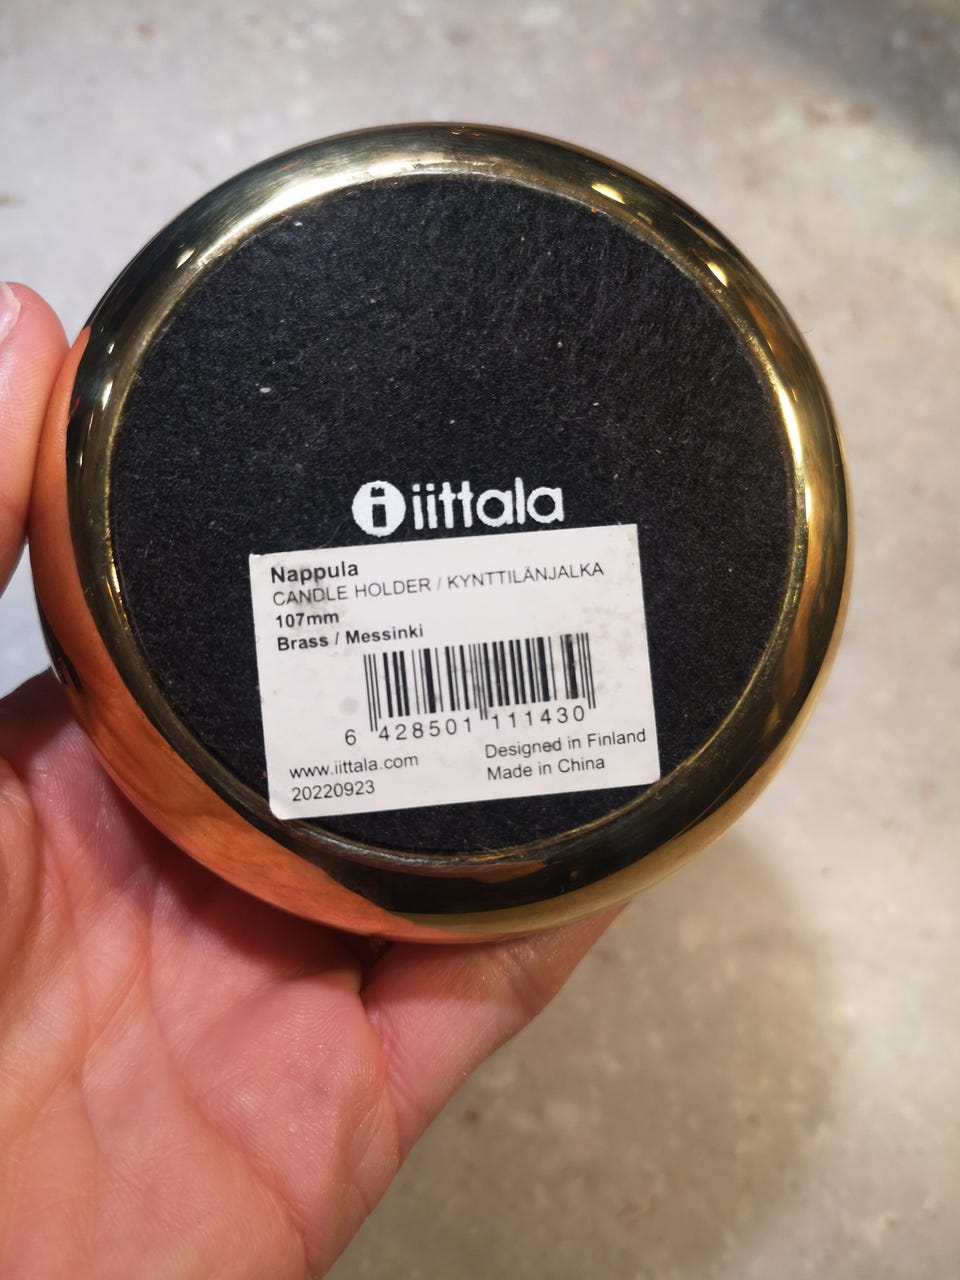 iittala
Nappula
CANDLE HOLDER / KYNTTILÄNJALKA
107mm
Brass / Messinki
6 428501 111430
www.iittala.com
20220923
Designed in Finland
Made in China